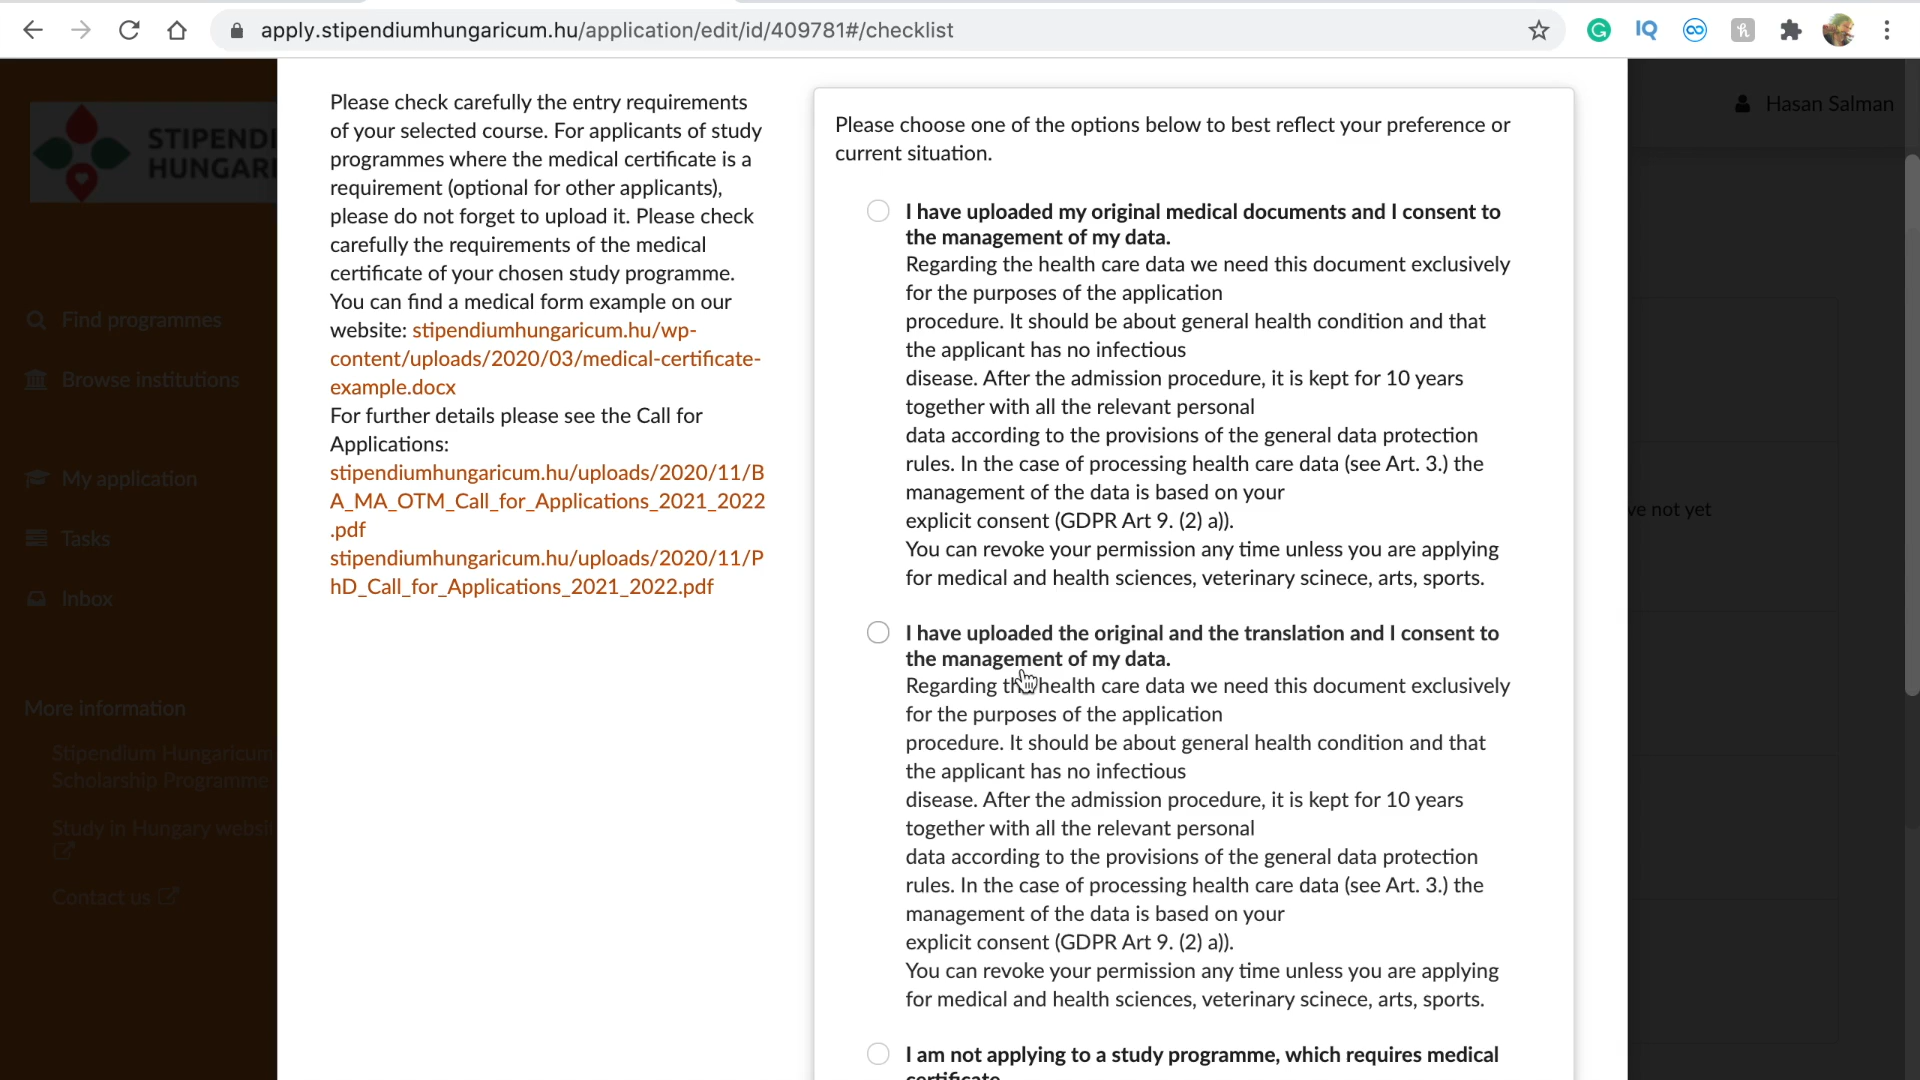 apply.stipendiumhungaricum.hu/application/edit/id/409781#/checklist
IQ
STIPENDI
HUNGARI
Hasan Salman
Find programmes
Browse institutions
My application
Tasks
Inbox
More information
Stipendium Hungaricum
Scholarship Programme
Study in Hungary websi
Contact us
Please check carefully the entry requirements
of your selected course. For applicants of study
programmes where the medical certificate is a
requirement (optional for other applicants),
please do not forget to upload it. Please check
carefully the requirements of the medical
certificate of your chosen study programme.
You can find a medical form example on our
website: stipendiumhungaricum.hu/wp-
content/uploads/2020/03/medical-certificate-
example.docx
For further details please see the Call for
Applications:
stipendiumhungaricum.hu/uploads/2020/11/B
A_MA_OTM_Call_for_Applications_2021_2022
.pdf
stipendiumhungaricum.hu/uploads/2020/11/P
hD_Call_for_Applications_2021_2022.pdf
Please choose one of the options below to best reflect your preference or
current situation.
I have uploaded my original medical documents and I consent to
the management of my data.
Regarding the health care data we need this document exclusively
for the purposes of the application
procedure. It should be about general health condition and that
the applicant has no infectious
disease. After the admission procedure, it is kept for 10 years
together with all the relevant personal
data according to the provisions of the general data protection
rules. In the case of processing health care data (see Art. 3.) the
management of the data is based on your
explicit consent (GDPR Art 9. (2) a)).
You can revoke your permission any time unless you are applying
for medical and health sciences, veterinary scinece, arts, sports.
I have uploaded the original and the translation and I consent to
the management of my data.
Regarding the health care data we need this document exclusively
for the purposes of the application
procedure. It should be about general health condition and that
the applicant has no infectious
disease. After the admission procedure, it is kept for 10 years
together with all the relevant personal
data according to the provisions of the general data protection
rules. In the case of processing health care data (see Art. 3.) the
management of the data is based on your
explicit consent (GDPR Art 9. (2) a)).
You can revoke your permission any time unless you are applying
for medical and health sciences, veterinary scinece, arts, sports.
I am not applying to a study programme, which requires medical
certificate
ve not yet